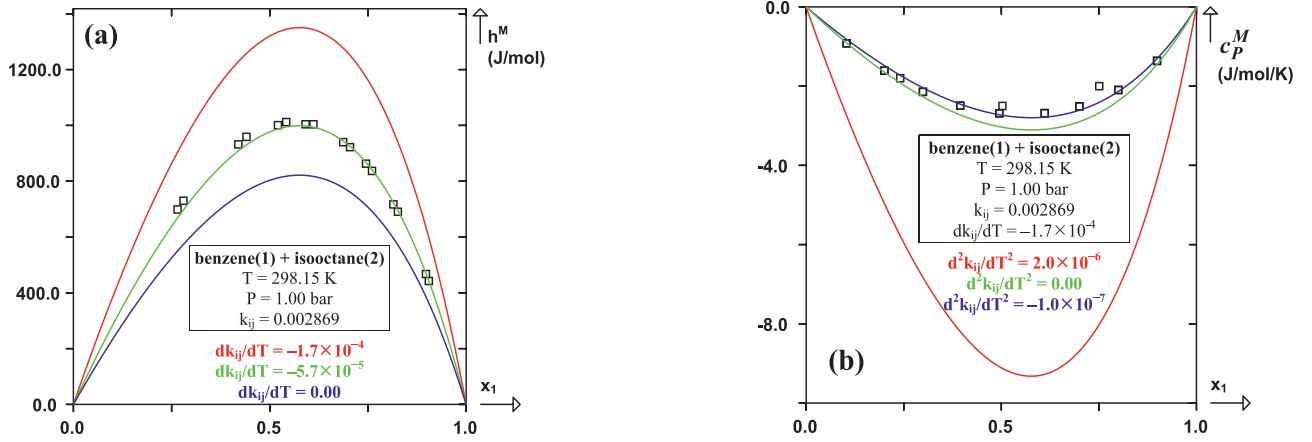 (a)
h^M
(J/mol)
1200.0
800.0
400.0
0.0
benzene(1) + isooctane(2)
T = 298.15 K
P = 1.00 bar
k_ij = 0.002869
dk_ij/dT = −1.7×10^−4
dk_ij/dT = −5.7×10^−5
dk_ij/dT = 0.00
x_1
0.0
0.5
1.0
0.0
0.5
1.0
0.0
-4.0
-8.0
c_P^M
(J/mol/K)
benzene(1) + isooctane(2)
T = 298.15 K
P = 1.00 bar
k_ij = 0.002869
dk_ij/dT = −1.7×10^−4
d^2k_ij/dT^2 = 2.0×10^−6
d^2k_ij/dT^2 = 0.00
d^2k_ij/dT^2 = −1.0×10^−7
(b)
x_1